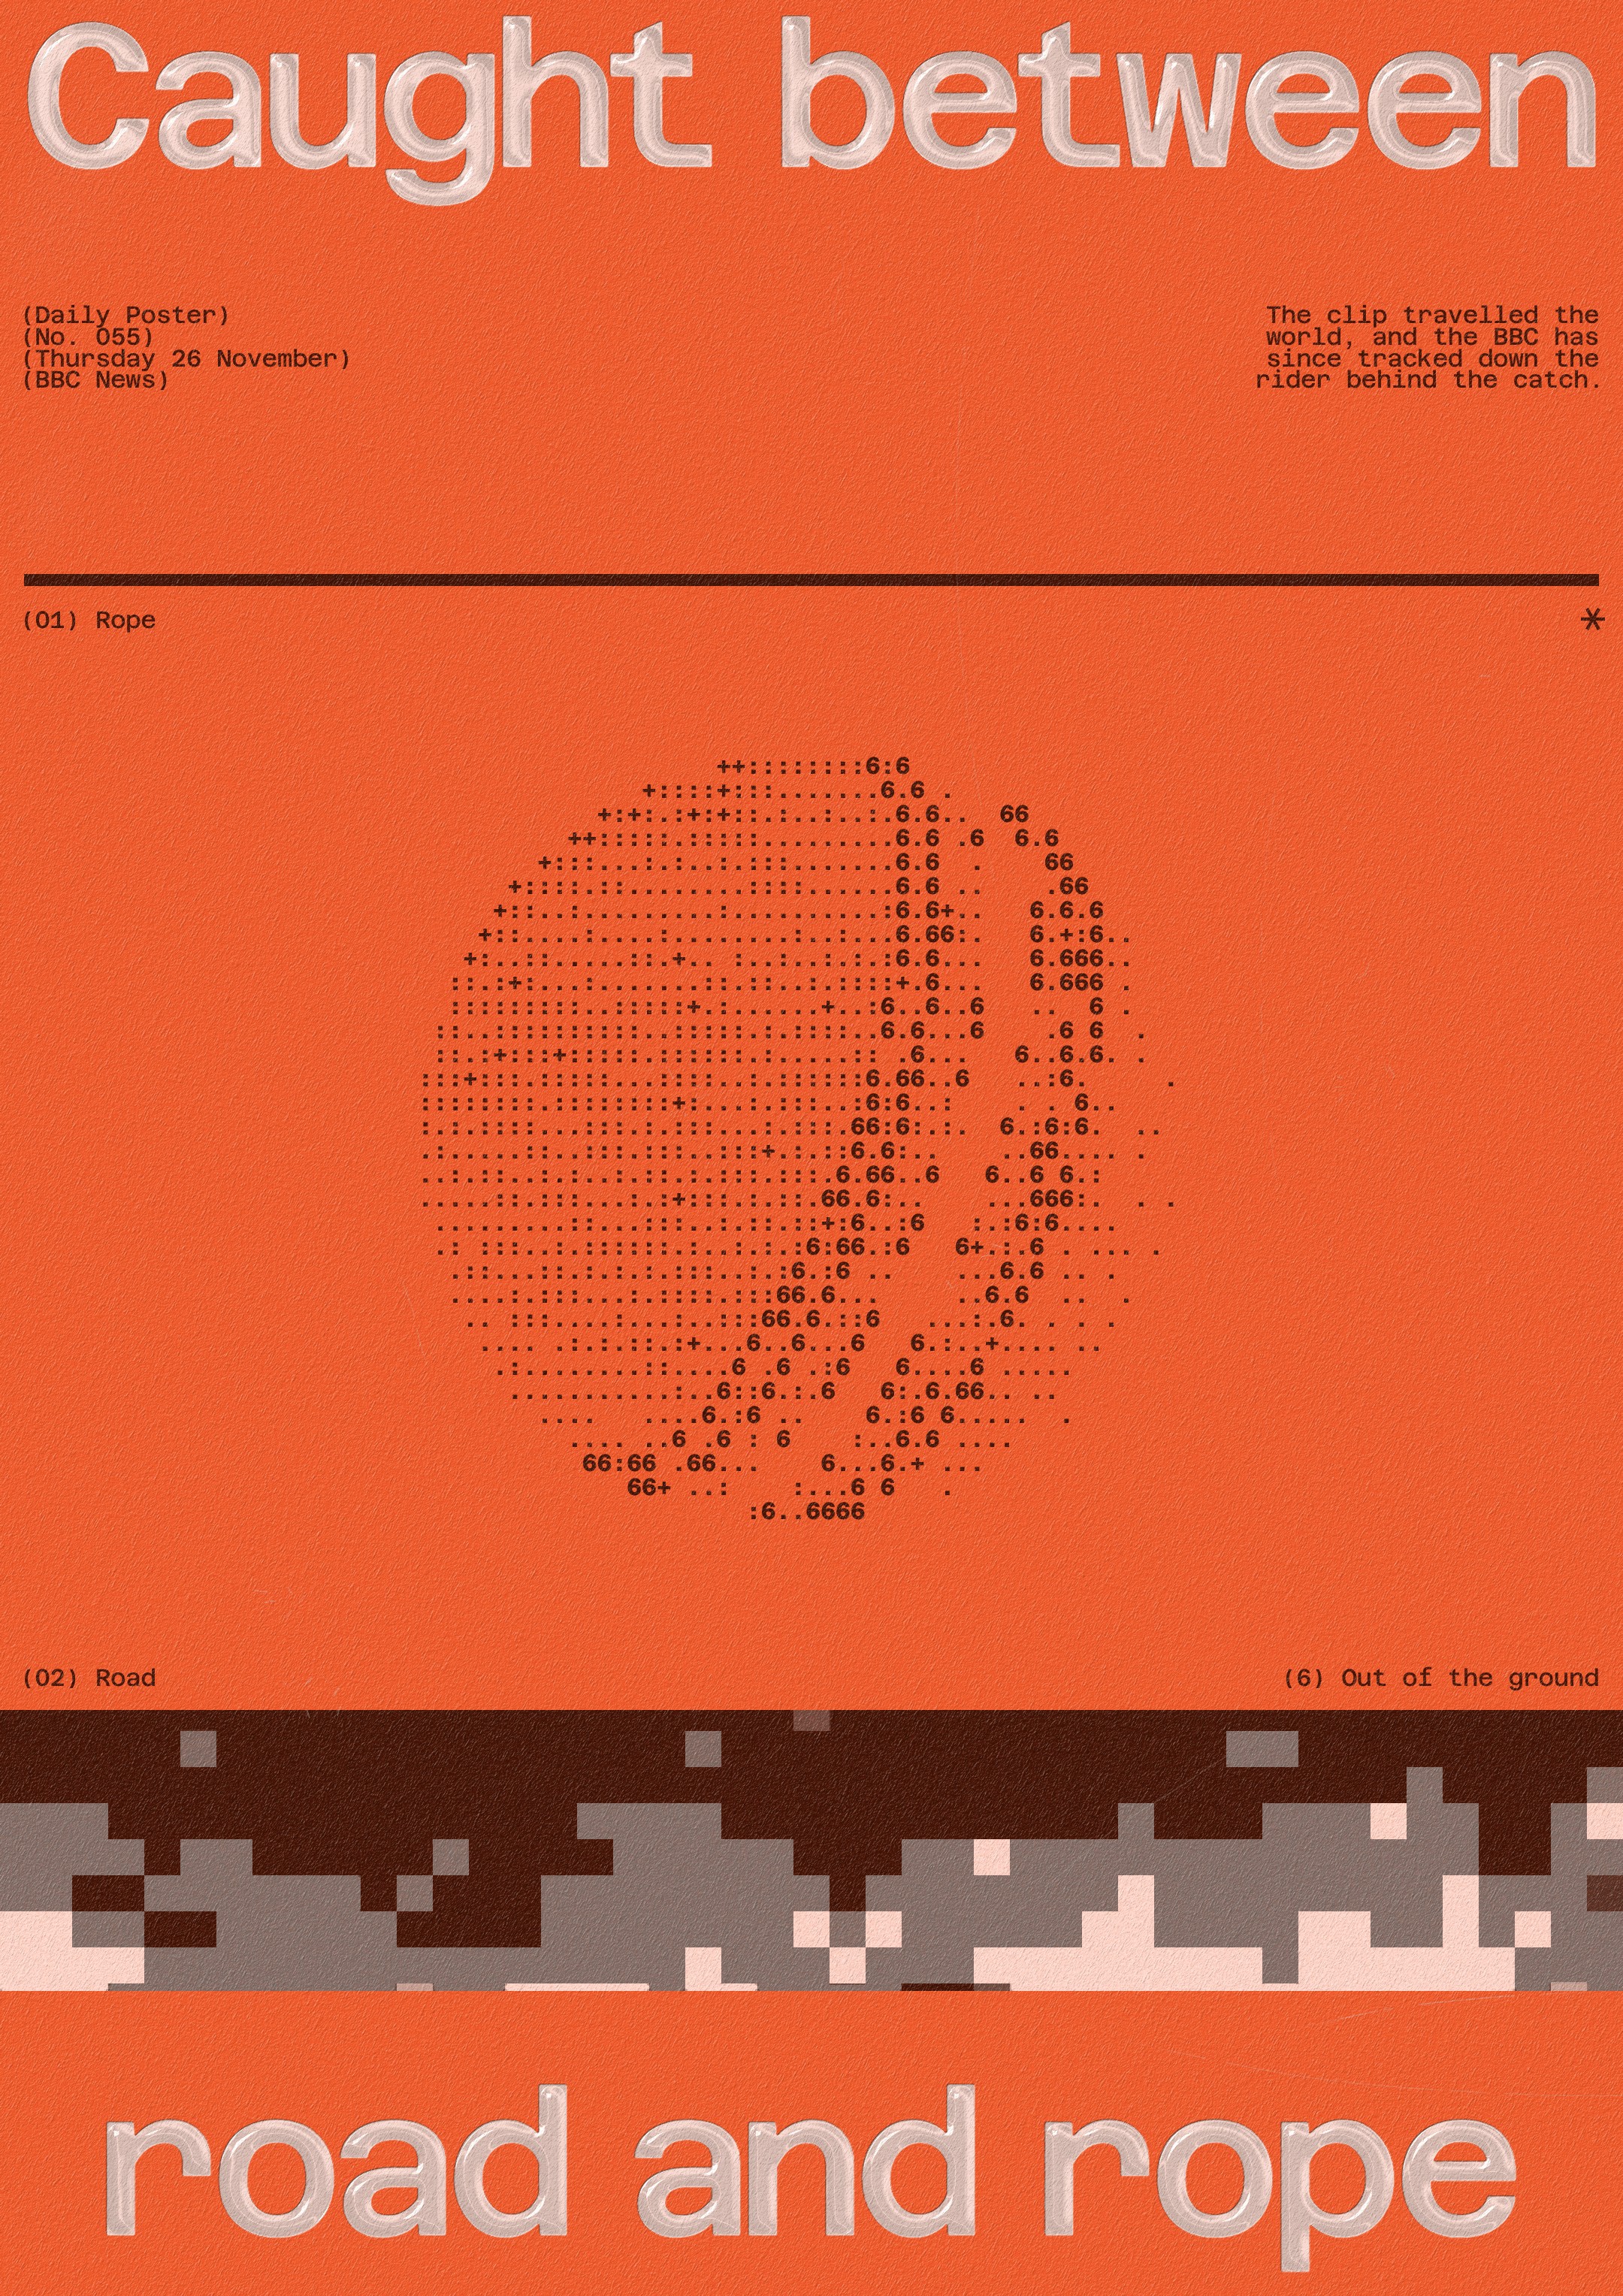 Caught between
(Daily Poster)
(No. 055)
(Thursday 26 November)
(BBC News)
The clip travelled the
world, and the BBC has
since tracked down the
rider behind the catch.
(01) Rope
*
(02) Road
(6) Out of the ground
road and rope